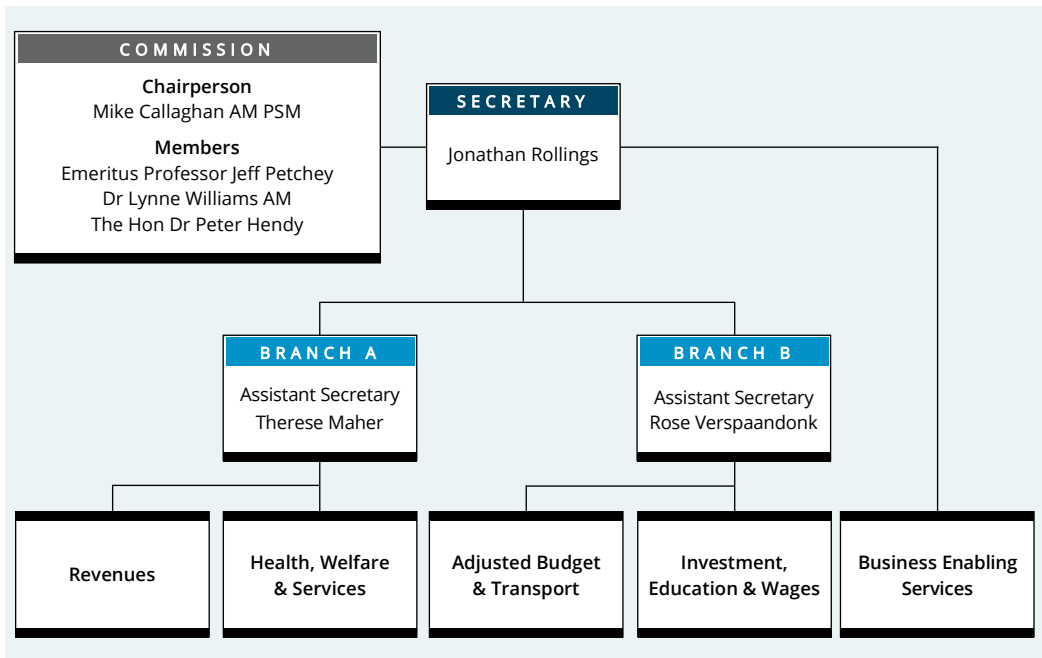 COMMISSION
Chairperson
Mike Callaghan AM PSM
Members
Emeritus Professor Jeff Petchey
Dr Lynne Williams AM
The Hon Dr Peter Hendy
SECRETARY
Jonathan Rollings
BRANCH A
Assistant Secretary
Therese Maher
BRANCH B
Assistant Secretary
Rose Verspaandonk
Revenues
Health, Welfare
& Services
Adjusted Budget
& Transport
Investment,
Education & Wages
Business Enabling
Services